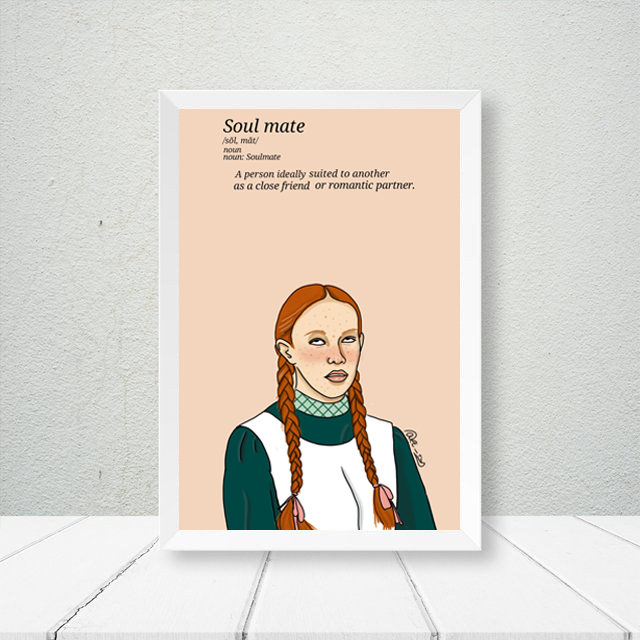 Soul mate
/sōl, māt/
noun
noun: Soulmate
A person ideally suited to another
as a close friend or romantic partner.